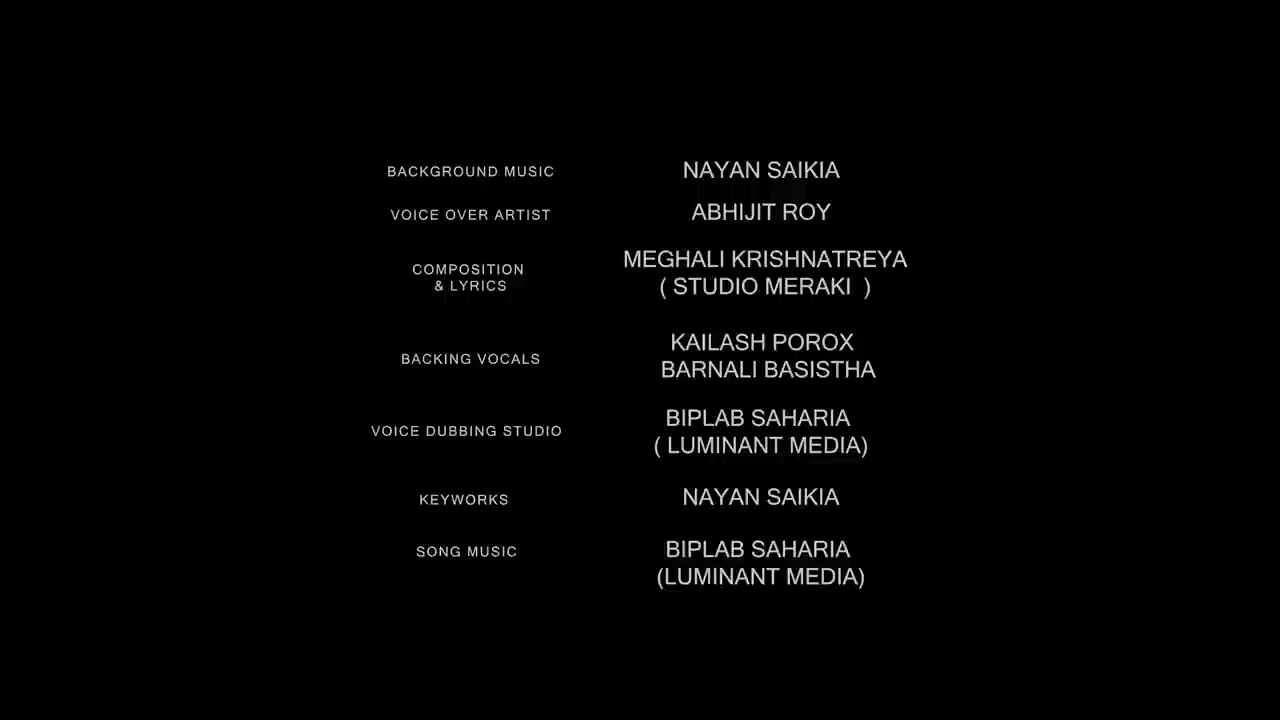 BACKGROUND MUSIC NAYAN SAIKIA
VOICE OVER ARTIST ABHIJIT ROY
COMPOSITION
& LYRICS
MEGHALI KRISHNATREYA
( STUDIO MERAKI )
BACKING VOCALS
KAILASH POROX
BARNALI BASISTHA
VOICE DUBBING STUDIO
BIPLAB SAHARIA
( LUMINANT MEDIA)
KEYWORKS NAYAN SAIKIA
SONG MUSIC BIPLAB SAHARIA
(LUMINANT MEDIA)